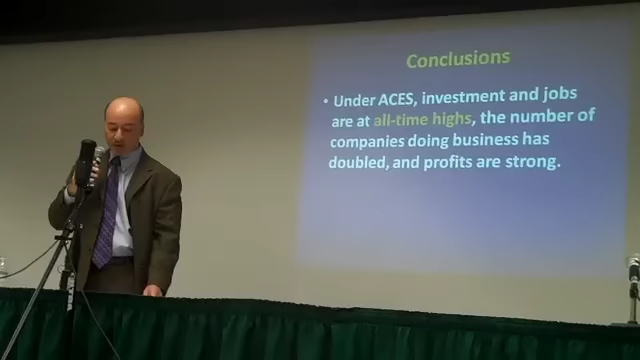 Conclusions
• Under ACES, investment and jobs
are at all-time highs, the number of
companies doing business has
doubled, and profits are strong.